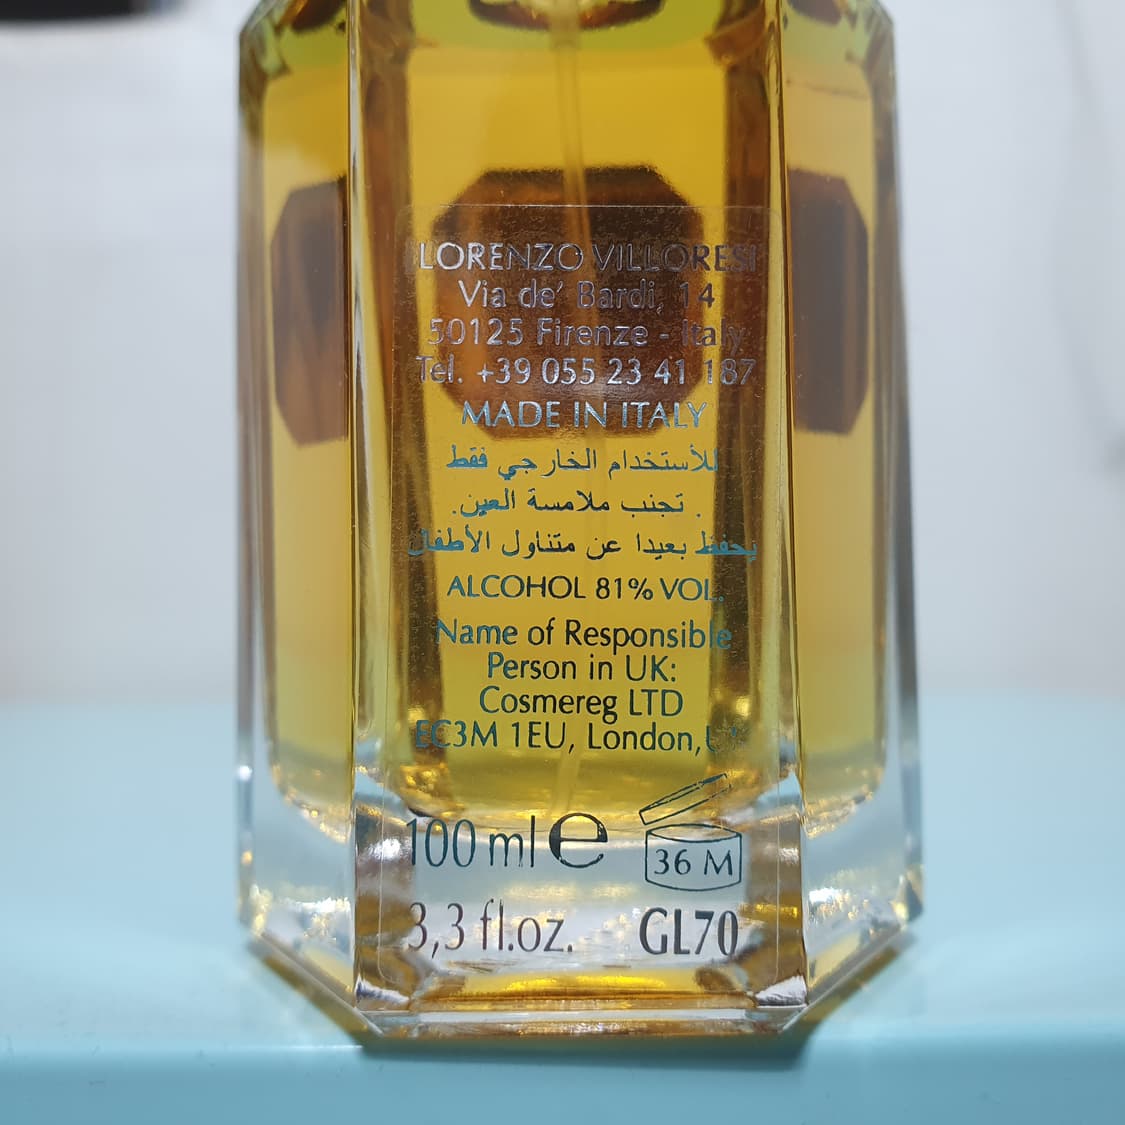 LORENZO VILLORESI
Via de' Bardi, 14
50125 Firenze - Italy
Tel. +39 055 23 41 187
MADE IN ITALY
للأستخدام الخارجي فقط
. تجنب ملامسة العين.
يحفظ بعيدا عن متناول الأطفال
ALCOHOL 81% VOL.
Name of Responsible
Person in UK:
Cosmereg LTD
EC3M 1EU, London,
100 ml e
36 M
3,3 fl.oz. GL70